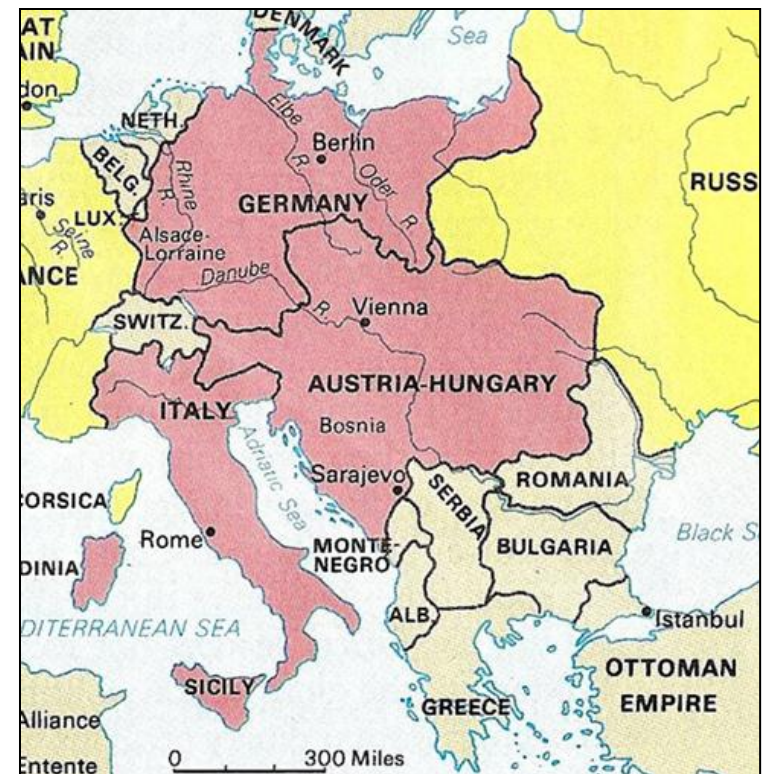 DENMARK
AT
AIN
Sea
don
NETH.
Elbe
R.
Berlin
BELG.
Rhine
R.
Oder
R.
RUSS
aris
Seine
R.
LUX.
GERMANY
Alsace-
Lorraine
ANCE
Danube
R.
Vienna
SWITZ.
AUSTRIA-HUNGARY
ITALY
Bosnia
Adriatic Sea
Sarajevo
SERBIA
ROMANIA
CORSICA
Rome
MONTE-
NEGRO
BULGARIA
Black S
DINIA
ALB.
Istanbul
DITERRANEAN SEA
OTTOMAN
EMPIRE
SICILY
GREECE
Alliance
Entente
0 300 Miles